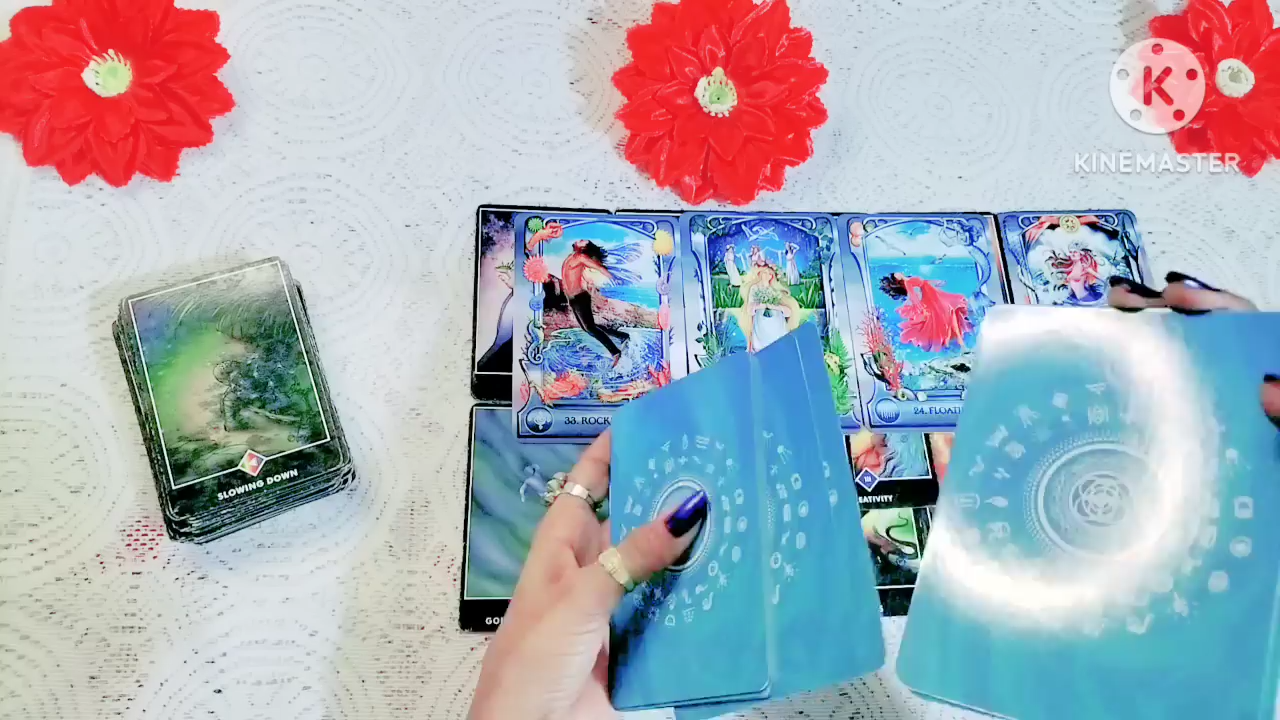 K
KINEMASTER
33. ROCK
24. FLOATI
EATIVITY
SLOWING DOWN